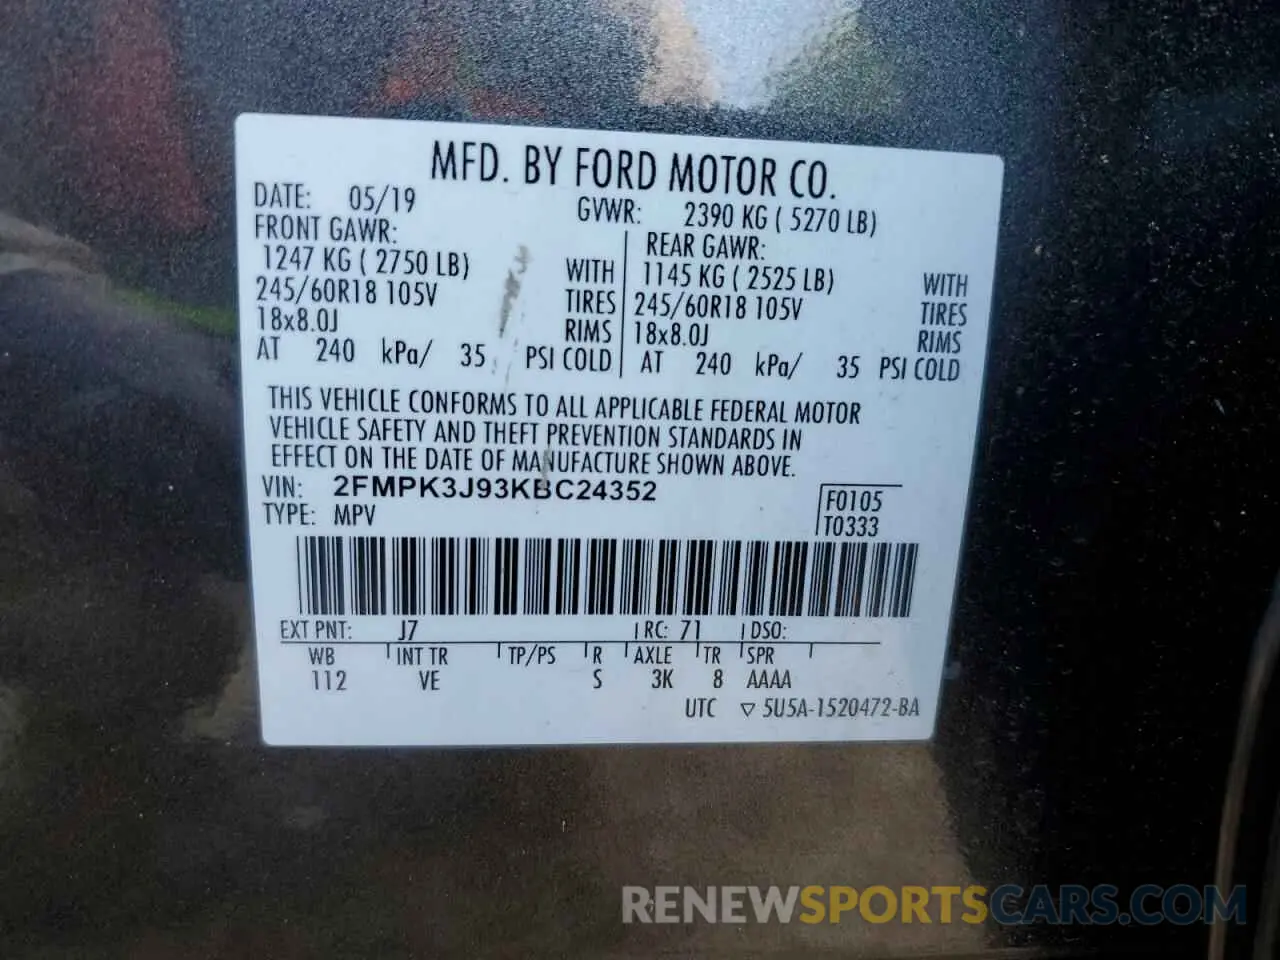 MFD. BY FORD MOTOR CO.
DATE: 05/19 GVWR: 2390 KG ( 5270 LB)
FRONT GAWR: REAR GAWR:
1247 KG ( 2750 LB) WITH 1145 KG ( 2525 LB) WITH
245/60R18 105V TIRES 245/60R18 105V TIRES
18x8.0J RIMS 18x8.0J RIMS
AT 240 kPa/ 35 PSI COLD AT 240 kPa/ 35 PSI COLD
THIS VEHICLE CONFORMS TO ALL APPLICABLE FEDERAL MOTOR
VEHICLE SAFETY AND THEFT PREVENTION STANDARDS IN
EFFECT ON THE DATE OF MANUFACTURE SHOWN ABOVE.
VIN: 2FMPK3J93KBC24352 F0105
TYPE: MPV T0333
EXT PNT: J7 RC: 71 DSO:
WB INT TR TP/PS R AXLE TR SPR
112 VE S 3K 8 AAAA
UTC ▽ 5U5A-1520472-BA
RENEWSPORTSCARS.COM